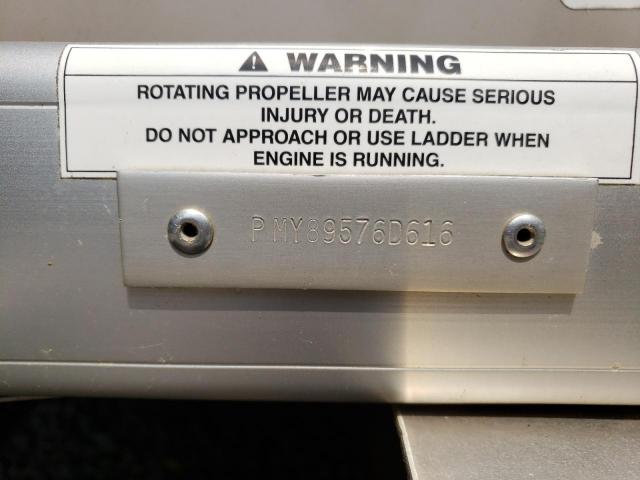 WARNING
ROTATING PROPELLER MAY CAUSE SERIOUS
INJURY OR DEATH.
DO NOT APPROACH OR USE LADDER WHEN
ENGINE IS RUNNING.
PMY89576D616